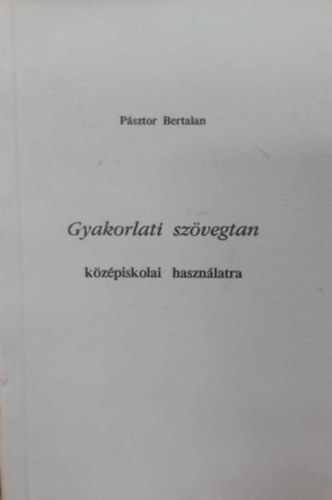 Pásztor Bertalan
Gyakorlati szövegtan
középiskolai használatra